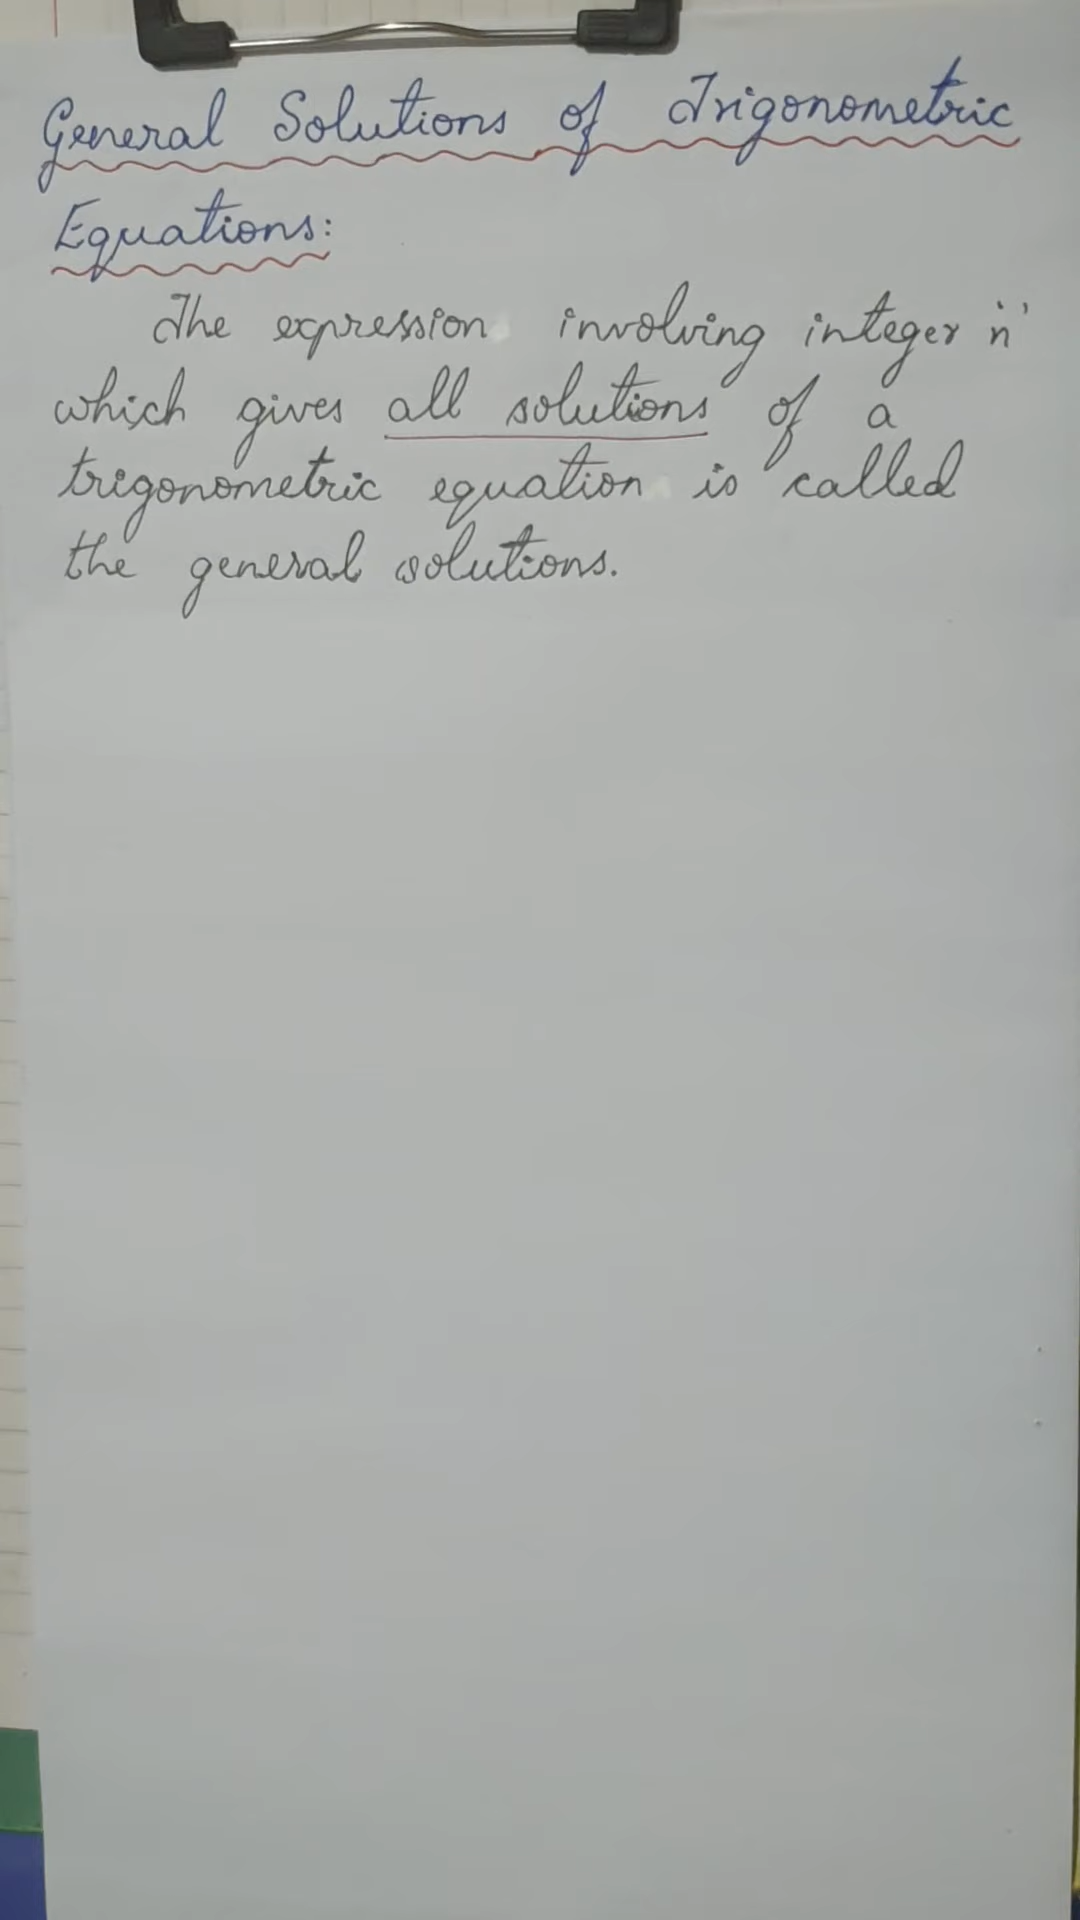 General Solutions of Trigonometric
Equations:
The expression involving integer 'n'
which gives all solutions of a
trigonometric equation is called
the general solutions.